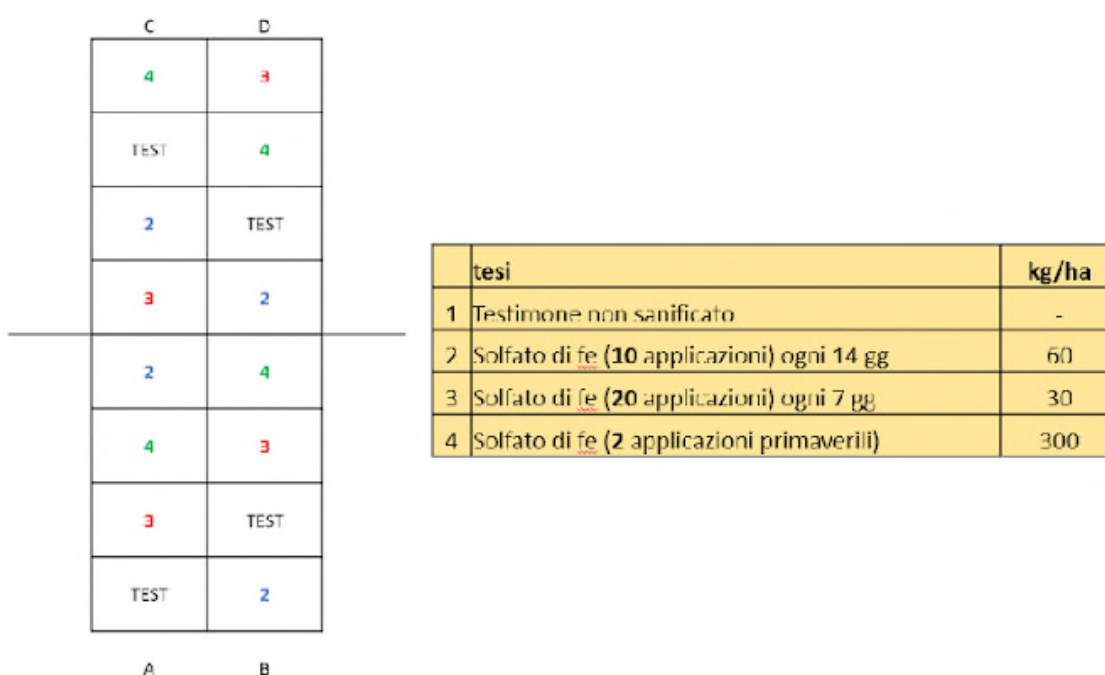 C D
4 3
TEST 4
2 TEST
3 2
2 4
4 3
3 TEST
TEST 2
A B
tesi kg/ha
1 Testimone non sanificato -
2 Solfato di fe (10 applicazioni) ogni 14 gg 60
3 Solfato di fe (20 applicazioni) ogni 7 gg 30
4 Solfato di fe (2 applicazioni primaverili) 300